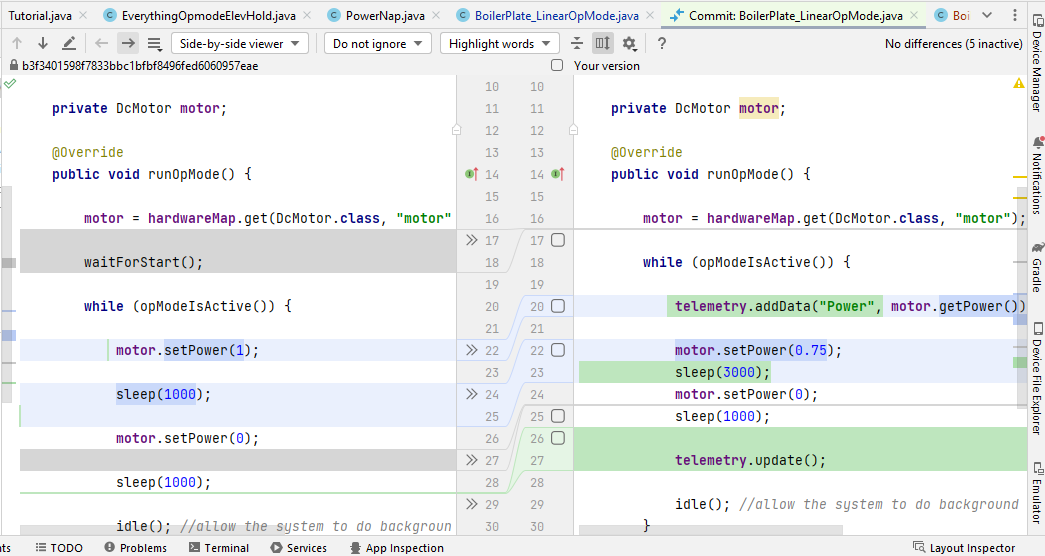 Tutorial.java EverythingOpmodeElevHold.java PowerNap.java BoilerPlate_LinearOpMode.java Commit: BoilerPlate_LinearOpMode.java Boi
Side-by-side viewer Do not ignore Highlight words ? No differences (5 inactive)
b3f3401598f7833bbc1bfbf8496fed6060957eae Your version
10 10
private DcMotor motor; 11 11 private DcMotor motor;
12 12
@Override 13 13 @Override
public void runOpMode() { 14 14 public void runOpMode() {
15 15
motor = hardwareMap.get(DcMotor.class, "motor" 16 16 motor = hardwareMap.get(DcMotor.class, "motor");
17 17
waitForStart(); 18 18 while (opModeIsActive()) {
19 19
while (opModeIsActive()) { 20 20 telemetry.addData("Power", motor.getPower())
21 21
motor.setPower(1); 22 22 motor.setPower(0.75);
23 23 sleep(3000);
sleep(1000); 24 24 motor.setPower(0);
25 25 sleep(1000);
motor.setPower(0); 26 26
27 27 telemetry.update();
sleep(1000); 28 28
29 29 idle(); //allow the system to do background
idle(); //allow the system to do backgroun 30 30 }
Device Manager
Notifications
Gradle
Device File Explorer
Emulator
nts TODO Problems Terminal Services App Inspection Layout Inspector